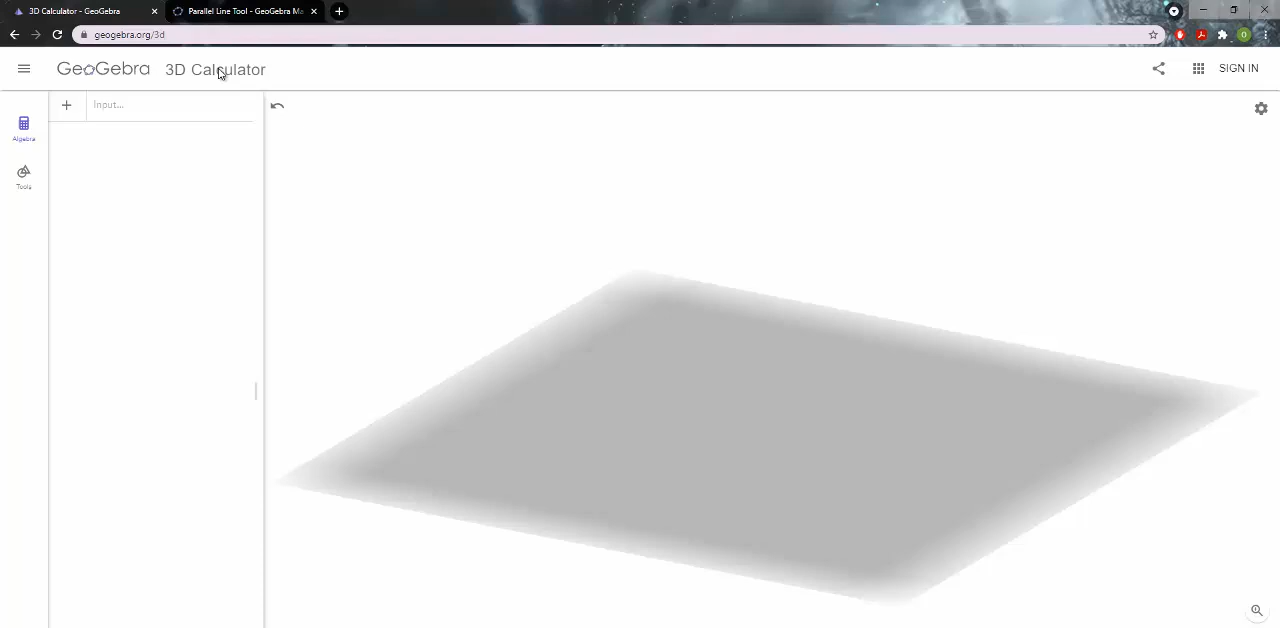 3D Calculator - GeoGebra
Parallel Line Tool - GeoGebra Ma
geogebra.org/3d
O
GeoGebra 3D Calculator
SIGN IN
Input...
Algebra
Tools